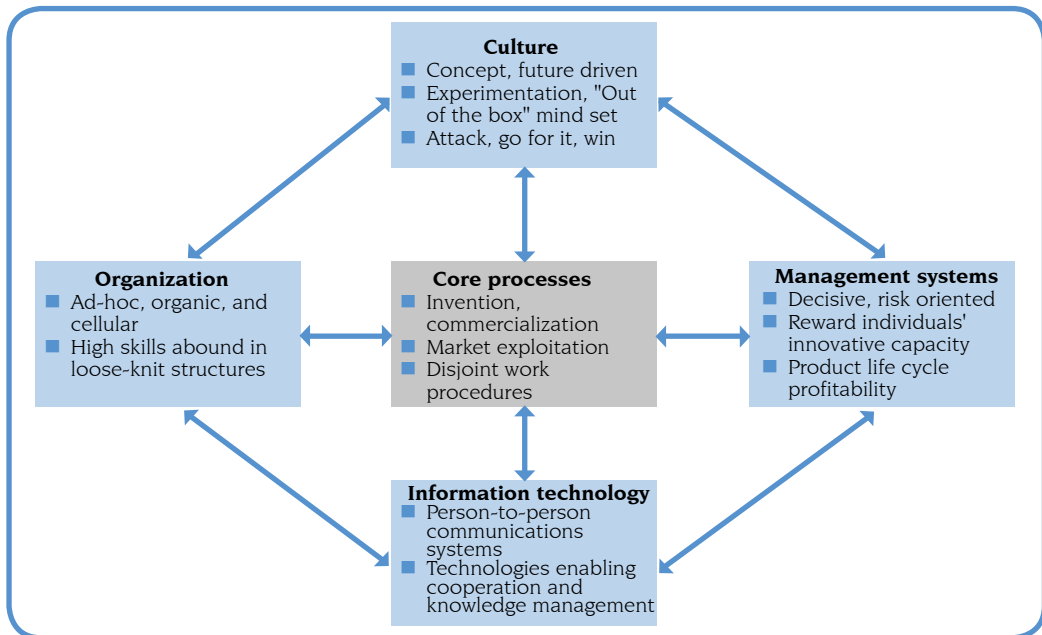 Culture
Concept, future driven
Experimentation, "Out
of the box" mind set
Attack, go for it, win
Organization
Ad-hoc, organic, and
cellular
High skills abound in
loose-knit structures
Core processes
Invention,
commercialization
Market exploitation
Disjoint work
procedures
Management systems
Decisive, risk oriented
Reward individuals'
innovative capacity
Product life cycle
profitability
Information technology
Person-to-person
communications
systems
Technologies enabling
cooperation and
knowledge management